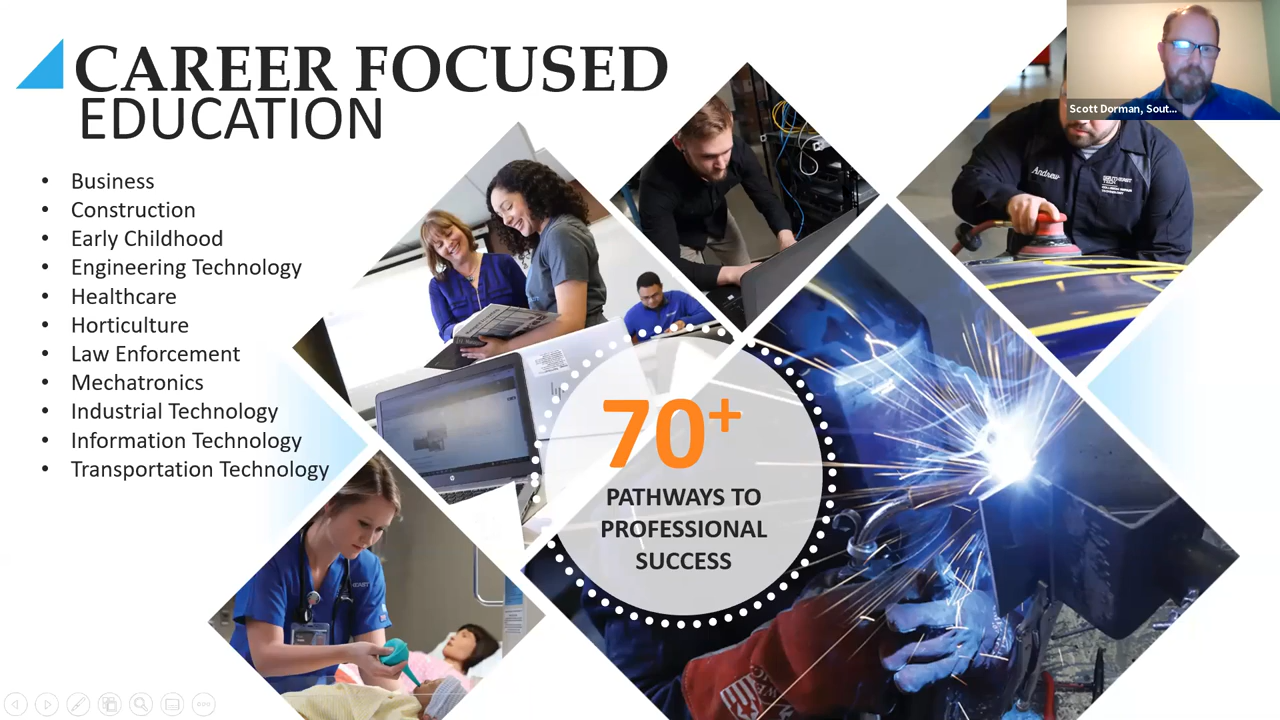 CAREER FOCUSED
EDUCATION
• Business
• Construction
• Early Childhood
• Engineering Technology
• Healthcare
• Horticulture
• Law Enforcement
• Mechatronics
• Industrial Technology
• Information Technology
• Transportation Technology
70+
PATHWAYS TO
PROFESSIONAL
SUCCESS
Scott Dorman, Sout...
Andrew